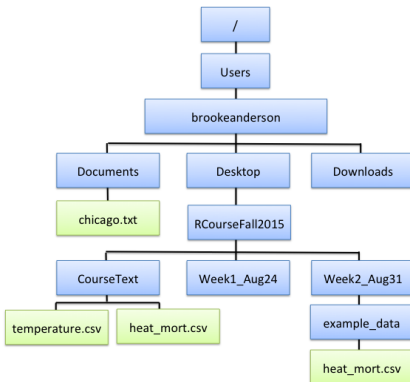 /
Users
brookeanderson
Documents
Desktop
Downloads
chicago.txt
RCourseFall2015
CourseText
Week1_Aug24
Week2_Aug31
temperature.csv
heat_mort.csv
example_data
heat_mort.csv